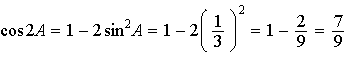 cos 2A = 1 − 2 sin²A = 1 − 2(1/3)² = 1 − 2/9 = 7/9